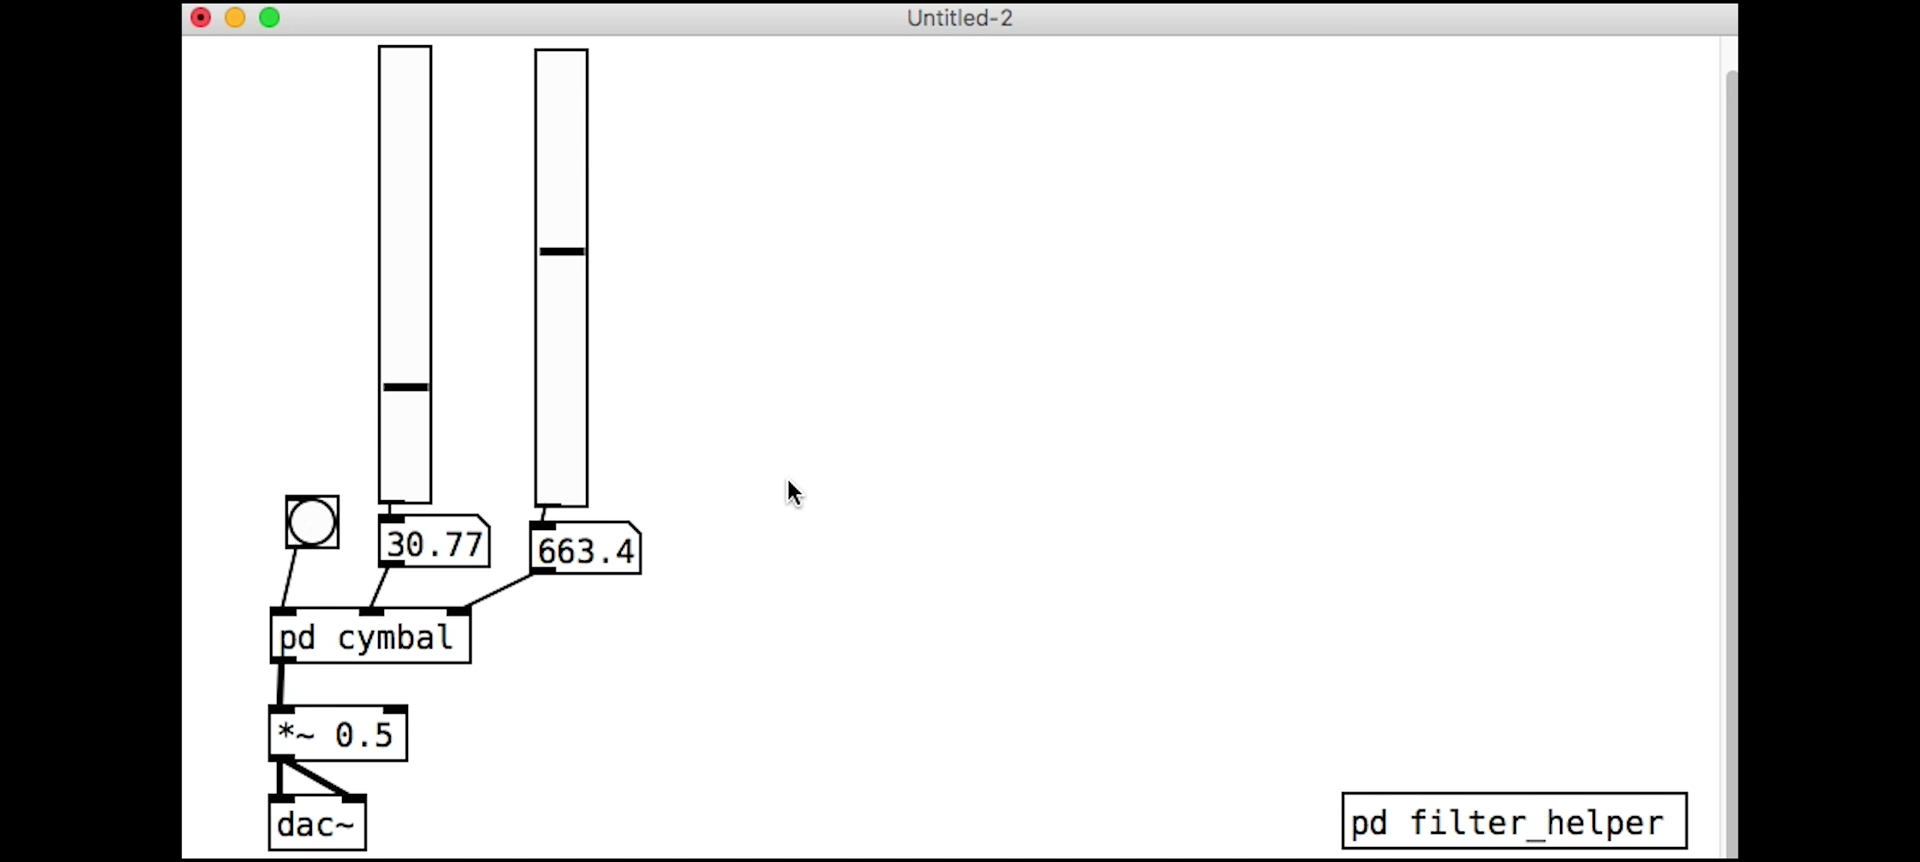 Untitled-2
30.77
663.4
pd cymbal
*~ 0.5
dac~
pd filter_helper